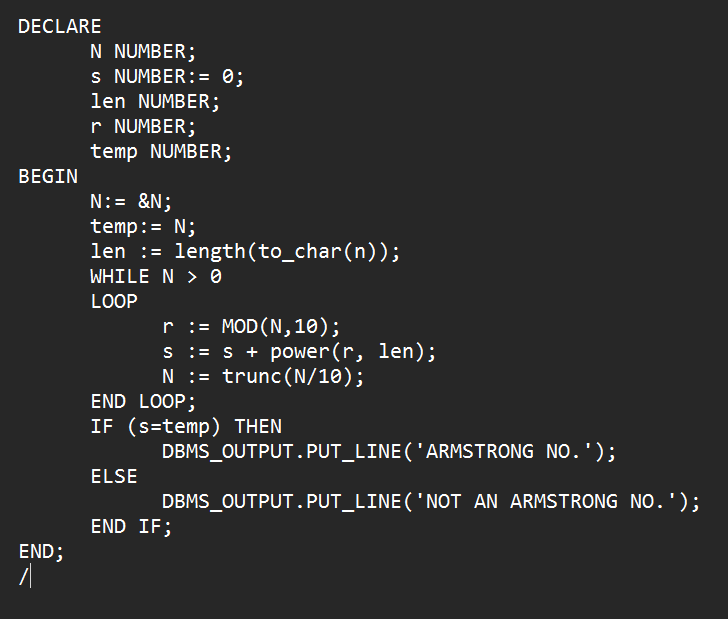 DECLARE
N NUMBER;
s NUMBER:= 0;
len NUMBER;
r NUMBER;
temp NUMBER;
BEGIN
N:= &N;
temp:= N;
len := length(to_char(n));
WHILE N > 0
LOOP
r := MOD(N,10);
s := s + power(r, len);
N := trunc(N/10);
END LOOP;
IF (s=temp) THEN
DBMS_OUTPUT.PUT_LINE('ARMSTRONG NO.');
ELSE
DBMS_OUTPUT.PUT_LINE('NOT AN ARMSTRONG NO.');
END IF;
END;
/